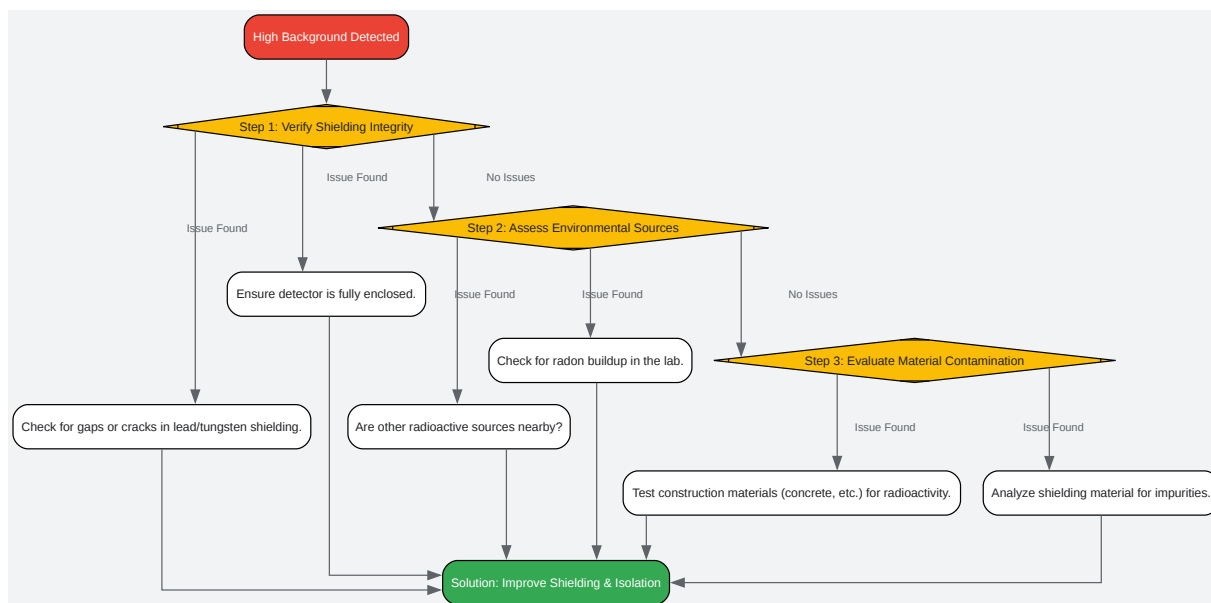 High Background Detected
Step 1: Verify Shielding Integrity
Issue Found
No Issues
Issue Found
Step 2: Assess Environmental Sources
Ensure detector is fully enclosed.
Issue Found
Issue Found
No Issues
Check for radon buildup in the lab.
Step 3: Evaluate Material Contamination
Check for gaps or cracks in lead/tungsten shielding.
Are other radioactive sources nearby?
Issue Found
Issue Found
Test construction materials (concrete, etc.) for radioactivity.
Analyze shielding material for impurities.
Solution: Improve Shielding & Isolation